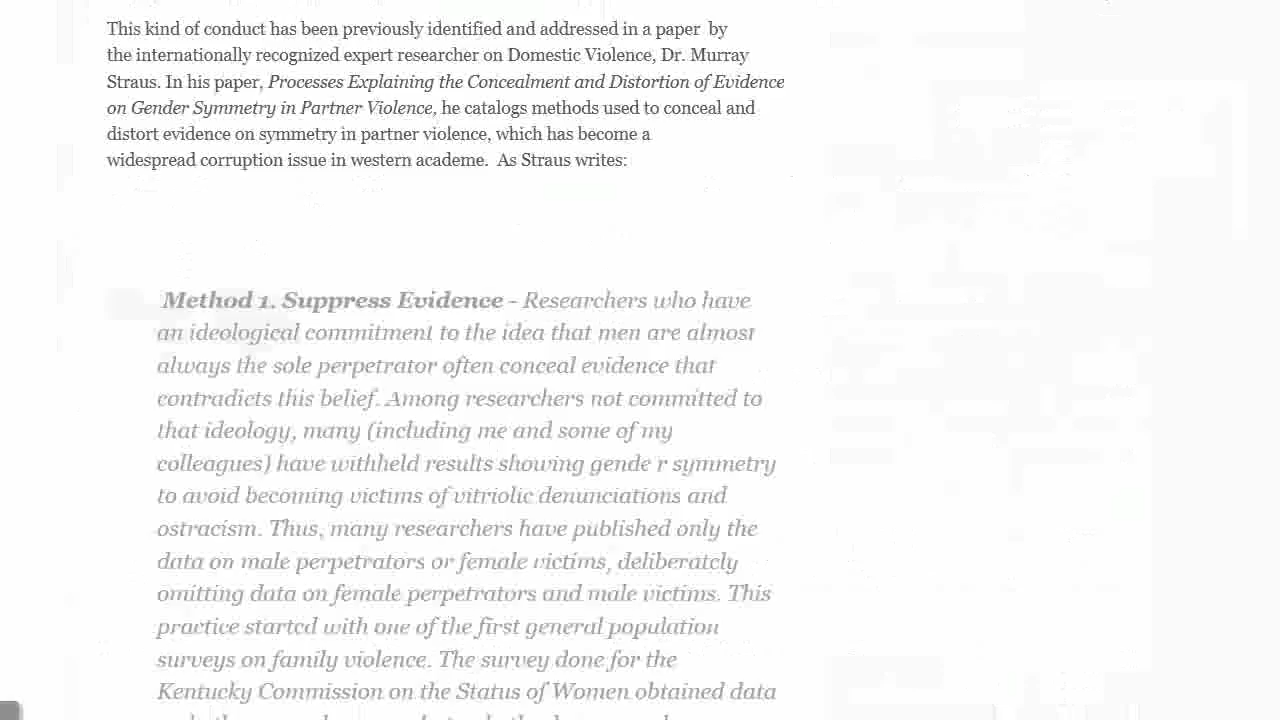 This kind of conduct has been previously identified and addressed in a paper by
the internationally recognized expert researcher on Domestic Violence, Dr. Murray
Straus. In his paper, Processes Explaining the Concealment and Distortion of Evidence
on Gender Symmetry in Partner Violence, he catalogs methods used to conceal and
distort evidence on symmetry in partner violence, which has become a
widespread corruption issue in western academe. As Straus writes:
Method 1. Suppress Evidence - Researchers who have
an ideological commitment to the idea that men are almost
always the sole perpetrator often conceal evidence that
contradicts this belief. Among researchers not committed to
that ideology, many (including me and some of my
colleagues) have withheld results showing gende r symmetry
to avoid becoming victims of vitriolic denunciations and
ostracism. Thus, many researchers have published only the
data on male perpetrators or female victims, deliberately
omitting data on female perpetrators and male victims. This
practice started with one of the first general population
surveys on family violence. The survey done for the
Kentucky Commission on the Status of Women obtained data